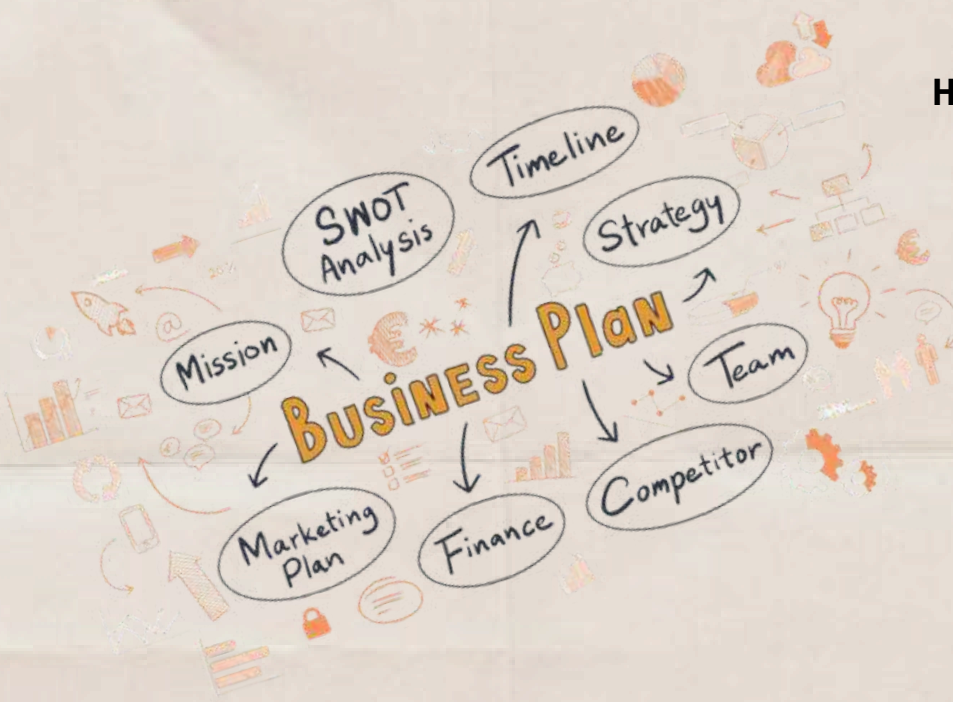 H
Timeline
SWOT
Analysis
Strategy
Mission
BUSINESS PLAN
Team
Competitor
Marketing
Plan
Finance